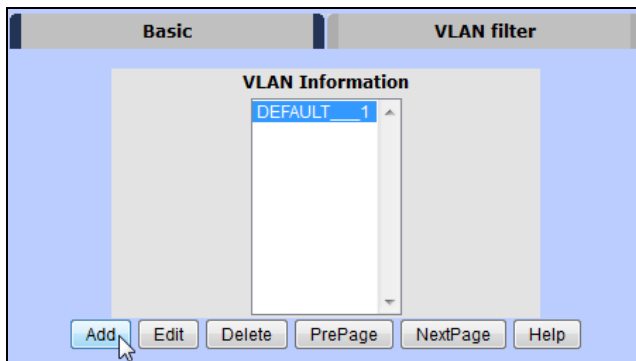 Basic VLAN filter
VLAN Information
DEFAULT___1
Add Edit Delete PrePage NextPage Help